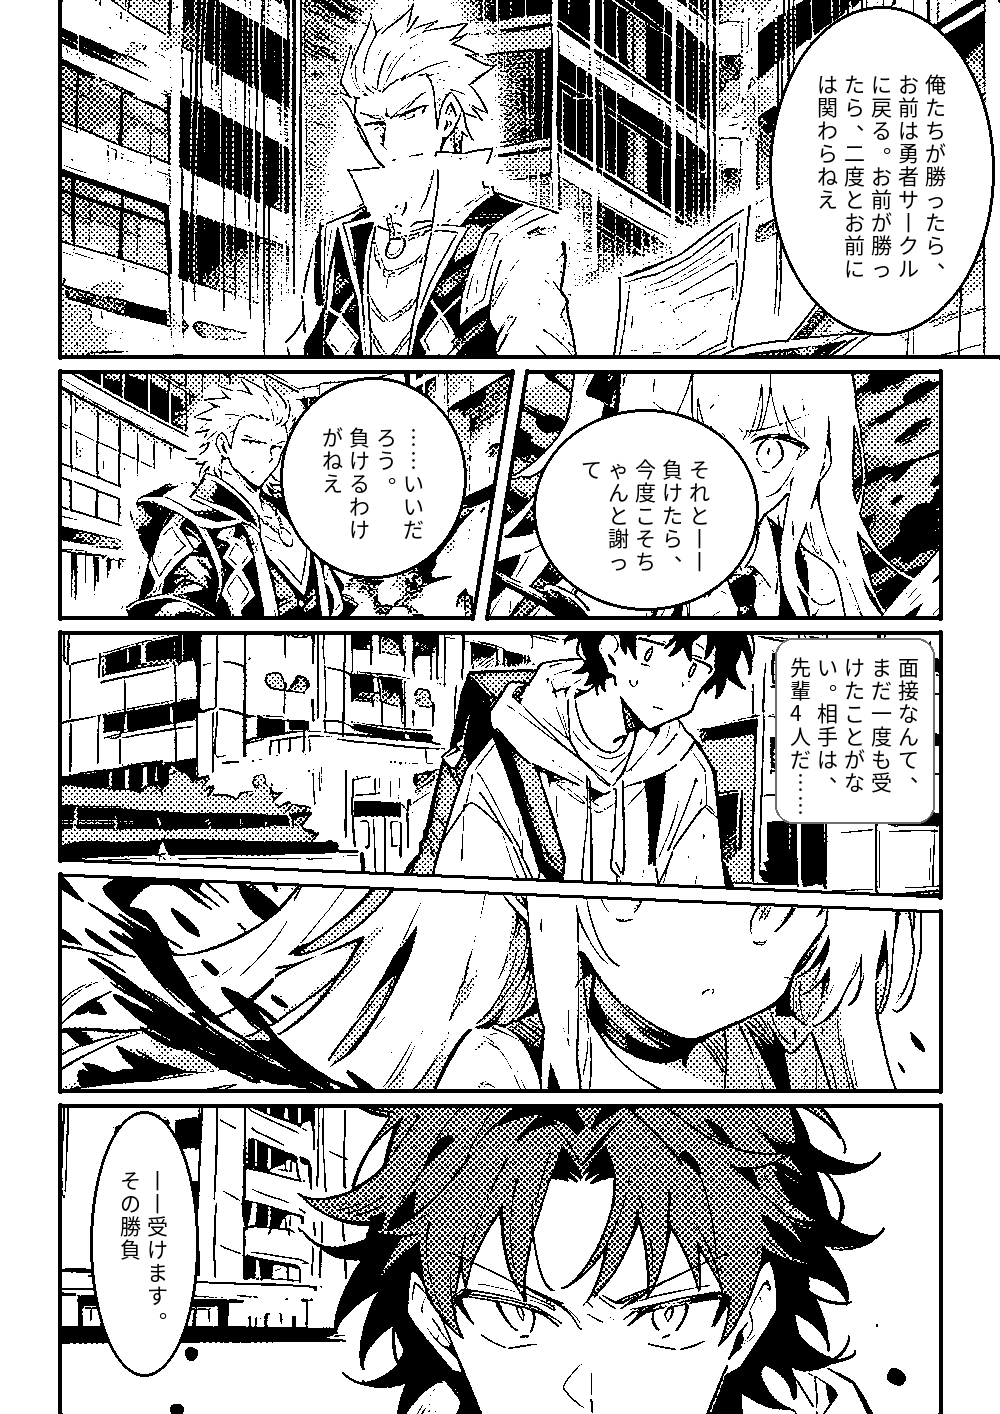 俺たちが勝ったら、
お前は勇者サークル
に戻る。お前が勝っ
たら、二度とお前に
は関わらねえ
それと――
負けたら、
今度こそち
ゃんと謝っ
て
……いいだ
ろう。
負けるわけ
がねえ
面接なんて、
まだ一度も受
けたことがな
い。相手は、
先輩4人だ……
――受けます。
その勝負